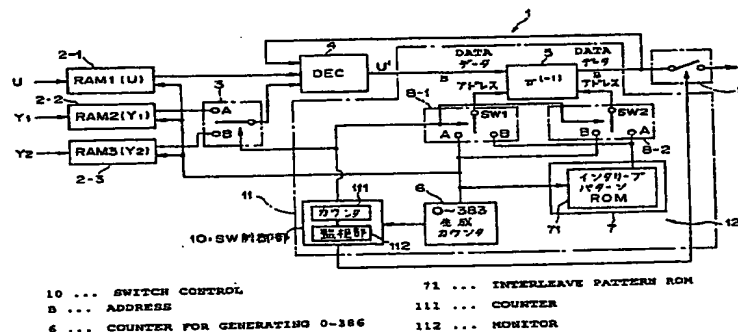 1
2-1
4
DATA
5
DATA
データ
データ
U
RAM1(U)
DEC
U'
B
π(-1)
B
2-2
3
アドレス
アドレス
Y1
RAM2(Y1)
A
8-1
SW1
SW2
Y2
RAM3(Y2)
B
A
B
B
A
8-2
2-3
11
111
6
インタリーブ
パターン
ROM
カウンタ
0~383
生成
カウンタ
10:SW制御部
監視部
112
71
7
12
10 ... SWITCH CONTROL
B ... ADDRESS
6 ... COUNTER FOR GENERATING 0-386
71 ... INTERLEAVE PATTERN ROM
111 ... COUNTER
112 ... MONITOR